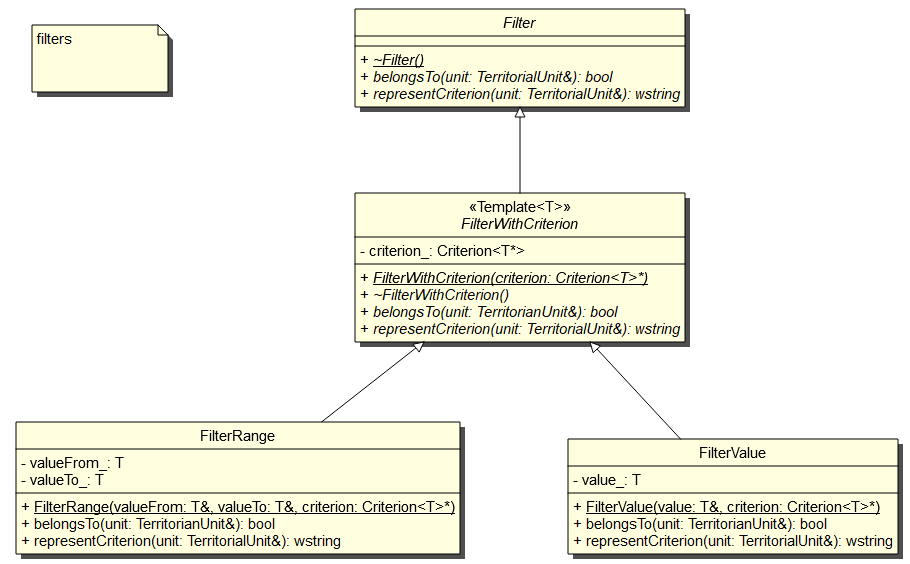 filters
Filter
+ ~Filter()
+ belongsTo(unit: TerritorialUnit&): bool
+ representCriterion(unit: TerritorialUnit&): wstring
«Template<T>»
FilterWithCriterion
- criterion_: Criterion<T*>
+ FilterWithCriterion(criterion: Criterion<T>*)
+ ~FilterWithCriterion()
+ belongsTo(unit: TerritorianUnit&): bool
+ representCriterion(unit: TerritorialUnit&): wstring
FilterRange
- valueFrom_: T
- valueTo_: T
+ FilterRange(valueFrom: T&, valueTo: T&, criterion: Criterion<T>*)
+ belongsTo(unit: TerritorianUnit&): bool
+ representCriterion(unit: TerritorialUnit&): wstring
FilterValue
- value_: T
+ FilterValue(value: T&, criterion: Criterion<T>*)
+ belongsTo(unit: TerritorianUnit&): bool
+ representCriterion(unit: TerritorialUnit&): wstring